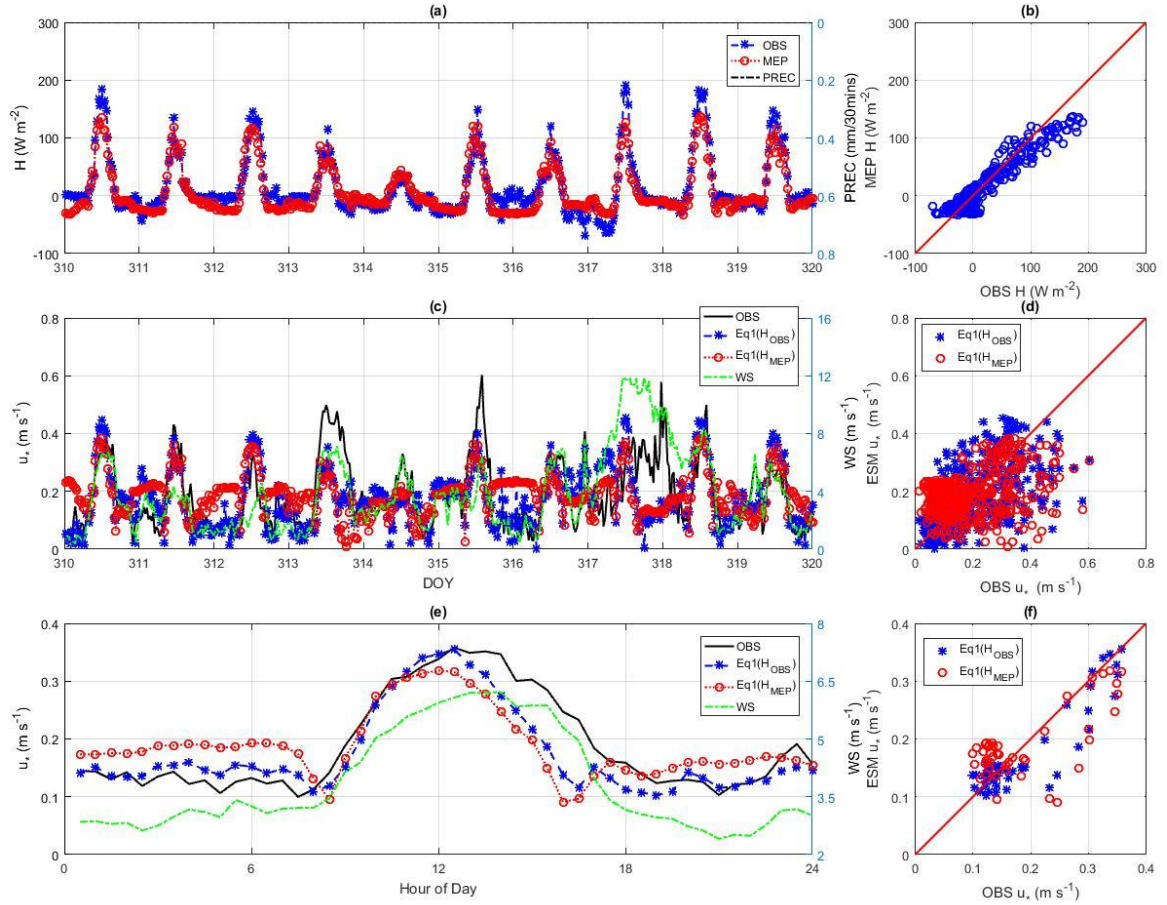 (a)
300
200
100
0
-100
H (W m⁻²)
310 311 312 313 314 315 316 317 318 319 320
0
0.2
0.4
0.6
0.8
PREC (mm/30mins)
OBS
MEP
PREC
(b)
300
200
100
0
-100
MEP H (W m⁻²)
-100 0 100 200 300
OBS H (W m⁻²)
(c)
0.8
0.6
0.4
0.2
0
u* (m s⁻¹)
310 311 312 313 314 315 316 317 318 319 320
DOY
16
12
8
4
0
WS (m s⁻¹)
OBS
Eq1(H_OBS)
Eq1(H_MEP)
WS
(d)
0.8
0.6
0.4
0.2
0
ESM u* (m s⁻¹)
0 0.2 0.4 0.6 0.8
OBS u* (m s⁻¹)
Eq1(H_OBS)
Eq1(H_MEP)
(e)
0.4
0.3
0.2
0.1
0
u* (m s⁻¹)
0 6 12 18 24
Hour of Day
8
6.5
5
3.5
2
WS (m s⁻¹)
OBS
Eq1(H_OBS)
Eq1(H_MEP)
WS
(f)
0.4
0.3
0.2
0.1
0
ESM u* (m s⁻¹)
0 0.1 0.2 0.3 0.4
OBS u* (m s⁻¹)
Eq1(H_OBS)
Eq1(H_MEP)